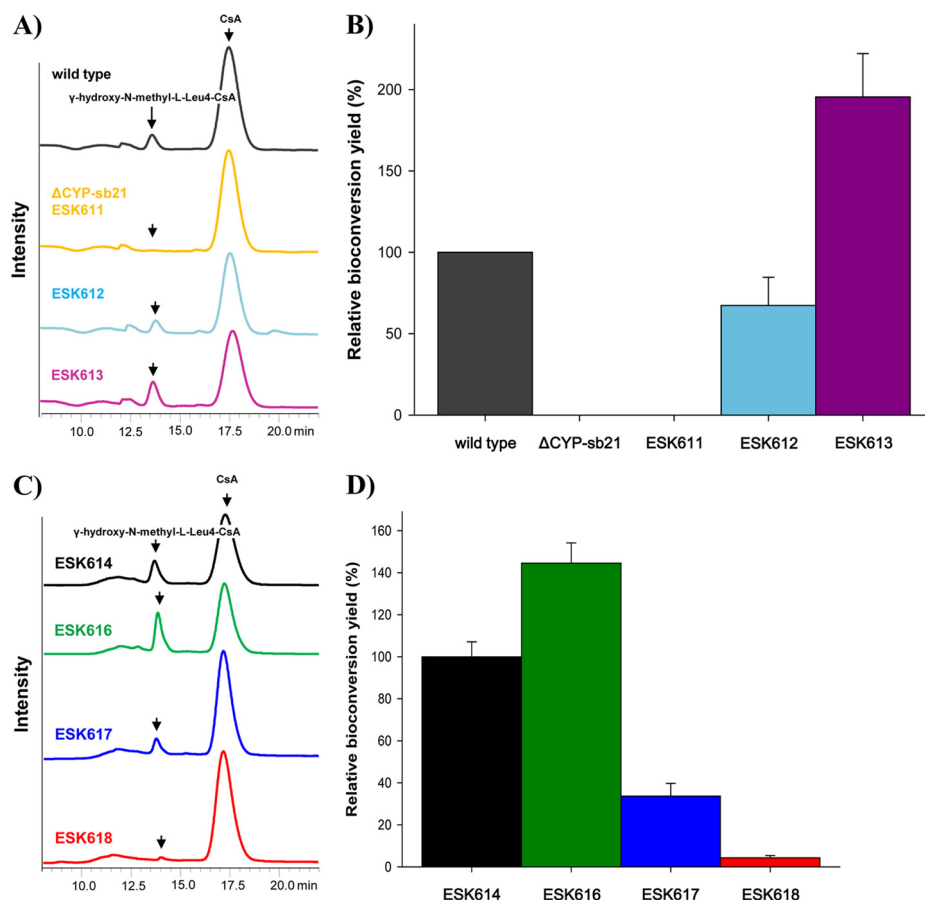 A)
CsA
wild type
γ-hydroxy-N-methyl-L-Leu4-CsA
ΔCYP-sb21
ESK611
ESK612
ESK613
Intensity
10.0 12.5 15.0 17.5 20.0 min
B)
Relative bioconversion yield (%)
200
150
100
50
0
wild type ΔCYP-sb21 ESK611 ESK612 ESK613
C)
CsA
γ-hydroxy-N-methyl-L-Leu4-CsA
ESK614
ESK616
ESK617
ESK618
Intensity
10.0 12.5 15.0 17.5 20.0 min
D)
Relative bioconversion yield (%)
160
140
120
100
80
60
40
20
0
ESK614 ESK616 ESK617 ESK618